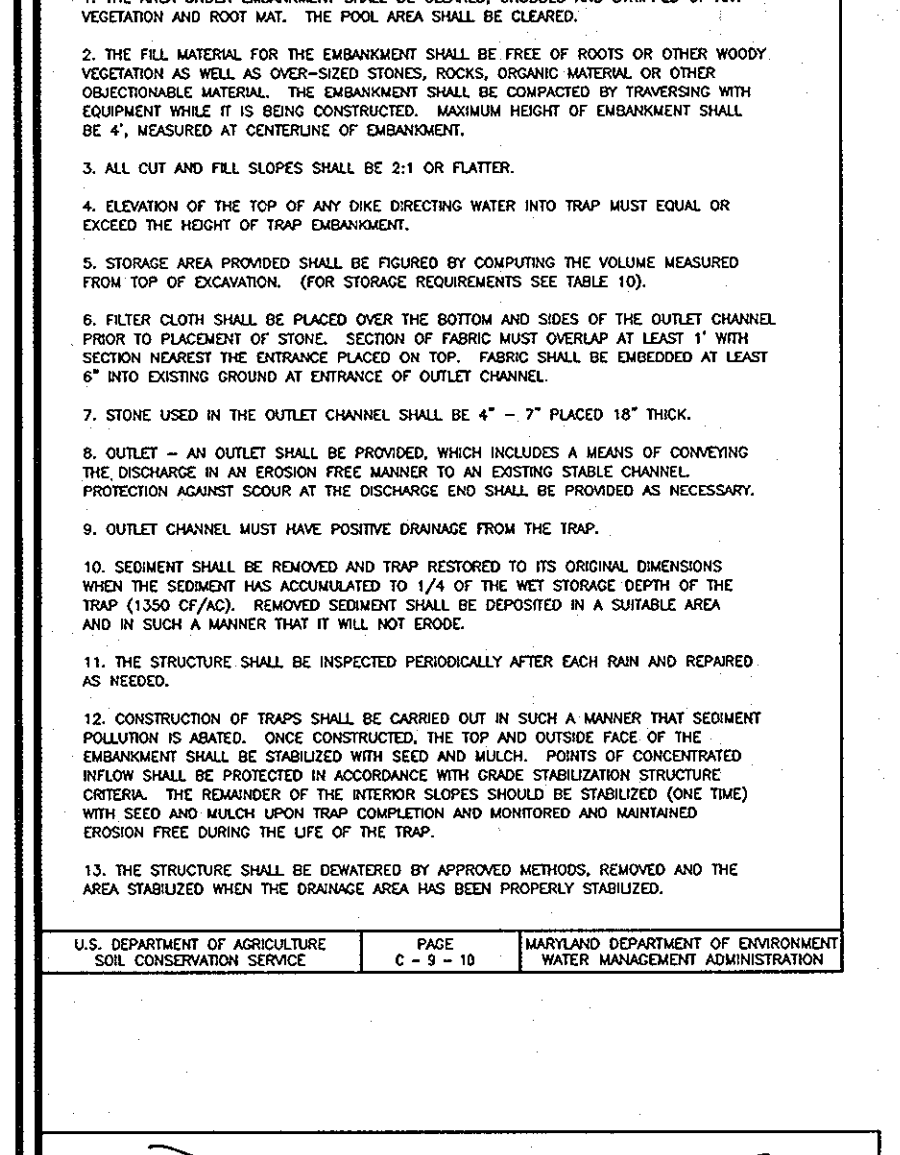 VEGETATION AND ROOT MAT. THE POOL AREA SHALL BE CLEARED.
2. THE FILL MATERIAL FOR THE EMBANKMENT SHALL BE FREE OF ROOTS OR OTHER WOODY
VEGETATION AS WELL AS OVER-SIZED STONES, ROCKS, ORGANIC MATERIAL OR OTHER
OBJECTIONABLE MATERIAL. THE EMBANKMENT SHALL BE COMPACTED BY TRAVERSING WITH
EQUIPMENT WHILE IT IS BEING CONSTRUCTED. MAXIMUM HEIGHT OF EMBANKMENT SHALL
BE 4', MEASURED AT CENTERLINE OF EMBANKMENT.
3. ALL CUT AND FILL SLOPES SHALL BE 2:1 OR FLATTER.
4. ELEVATION OF THE TOP OF ANY DIKE DIRECTING WATER INTO TRAP MUST EQUAL OR
EXCEED THE HEIGHT OF TRAP EMBANKMENT.
5. STORAGE AREA PROVIDED SHALL BE FIGURED BY COMPUTING THE VOLUME MEASURED
FROM TOP OF EXCAVATION. (FOR STORAGE REQUIREMENTS SEE TABLE 10).
6. FILTER CLOTH SHALL BE PLACED OVER THE BOTTOM AND SIDES OF THE OUTLET CHANNEL
PRIOR TO PLACEMENT OF STONE. SECTION OF FABRIC MUST OVERLAP AT LEAST 1' WITH
SECTION NEAREST THE ENTRANCE PLACED ON TOP. FABRIC SHALL BE EMBEDDED AT LEAST
6" INTO EXISTING GROUND AT ENTRANCE OF OUTLET CHANNEL.
7. STONE USED IN THE OUTLET CHANNEL SHALL BE 4" - 7" PLACED 18" THICK.
8. OUTLET - AN OUTLET SHALL BE PROVIDED, WHICH INCLUDES A MEANS OF CONVEYING
THE DISCHARGE IN AN EROSION FREE MANNER TO AN EXISTING STABLE CHANNEL.
PROTECTION AGAINST SCOUR AT THE DISCHARGE END SHALL BE PROVIDED AS NECESSARY.
9. OUTLET CHANNEL MUST HAVE POSITIVE DRAINAGE FROM THE TRAP.
10. SEDIMENT SHALL BE REMOVED AND TRAP RESTORED TO ITS ORIGINAL DIMENSIONS
WHEN THE SEDIMENT HAS ACCUMULATED TO 1/4 OF THE WET STORAGE DEPTH OF THE
TRAP (1350 CF/AC). REMOVED SEDIMENT SHALL BE DEPOSITED IN A SUITABLE AREA
AND IN SUCH A MANNER THAT IT WILL NOT ERODE.
11. THE STRUCTURE SHALL BE INSPECTED PERIODICALLY AFTER EACH RAIN AND REPAIRED
AS NEEDED.
12. CONSTRUCTION OF TRAPS SHALL BE CARRIED OUT IN SUCH A MANNER THAT SEDIMENT
POLLUTION IS ABATED. ONCE CONSTRUCTED, THE TOP AND OUTSIDE FACE OF THE
EMBANKMENT SHALL BE STABILIZED WITH SEED AND MULCH. POINTS OF CONCENTRATED
INFLOW SHALL BE PROTECTED IN ACCORDANCE WITH GRADE STABILIZATION STRUCTURE
CRITERIA. THE REMAINDER OF THE INTERIOR SLOPES SHOULD BE STABILIZED (ONE TIME)
WITH SEED AND MULCH UPON TRAP COMPLETION AND MONITORED AND MAINTAINED
EROSION FREE DURING THE LIFE OF THE TRAP.
13. THE STRUCTURE SHALL BE DEWATERED BY APPROVED METHODS, REMOVED AND THE
AREA STABILIZED WHEN THE DRAINAGE AREA HAS BEEN PROPERLY STABILIZED.
U.S. DEPARTMENT OF AGRICULTURE
SOIL CONSERVATION SERVICE
PAGE
C - 9 - 10
MARYLAND DEPARTMENT OF ENVIRONMENT
WATER MANAGEMENT ADMINISTRATION